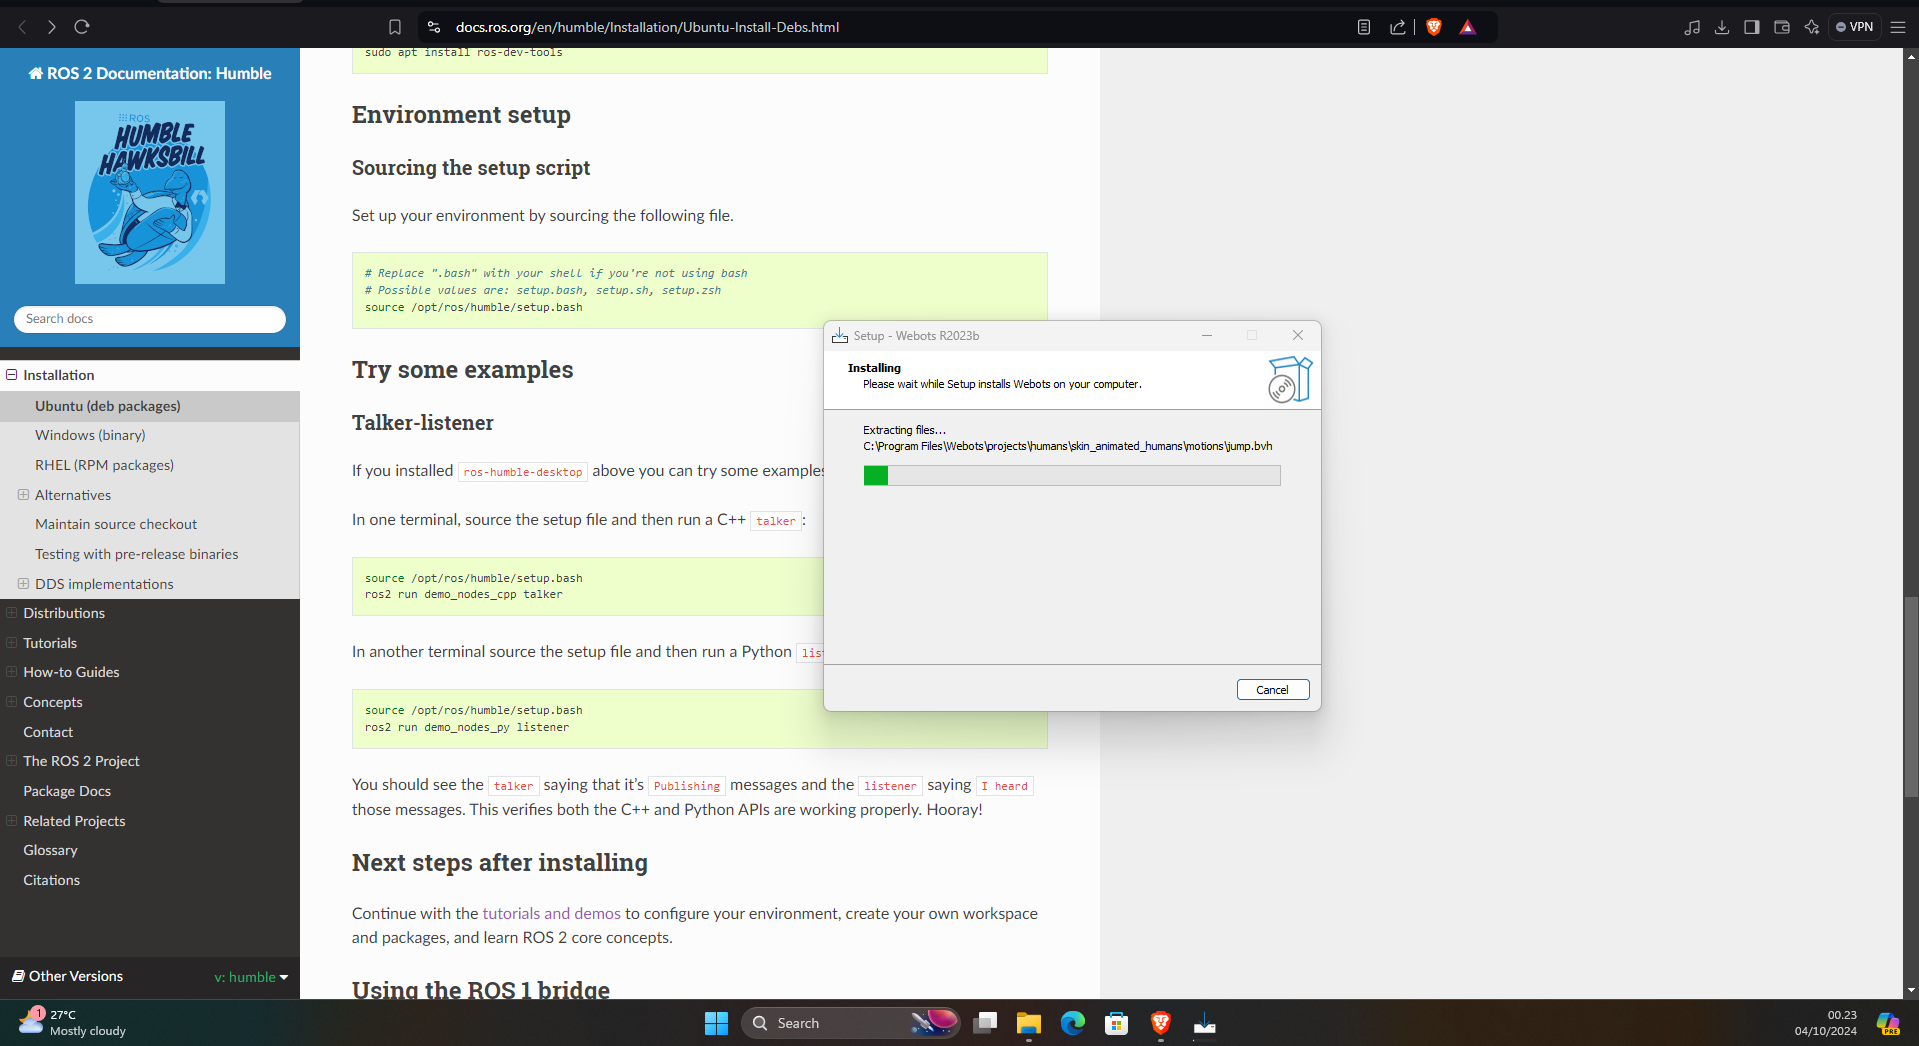 docs.ros.org/en/humble/Installation/Ubuntu-Install-Debs.html
VPN
ROS 2 Documentation: Humble
ROS
HUMBLE
HAWKSBILL
Search docs
Installation
Ubuntu (deb packages)
Windows (binary)
RHEL (RPM packages)
Alternatives
Maintain source checkout
Testing with pre-release binaries
DDS implementations
Distributions
Tutorials
How-to Guides
Concepts
Contact
The ROS 2 Project
Package Docs
Related Projects
Glossary
Citations
Other Versions
v: humble
sudo apt install ros-dev-tools
Environment setup
Sourcing the setup script
Set up your environment by sourcing the following file.
# Replace ".bash" with your shell if you're not using bash
# Possible values are: setup.bash, setup.sh, setup.zsh
source /opt/ros/humble/setup.bash
Try some examples
Talker-listener
If you installed ros-humble-desktop above you can try some examples
In one terminal, source the setup file and then run a C++ talker :
source /opt/ros/humble/setup.bash
ros2 run demo_nodes_cpp talker
In another terminal source the setup file and then run a Python lis
source /opt/ros/humble/setup.bash
ros2 run demo_nodes_py listener
You should see the talker saying that it’s Publishing messages and the listener saying I heard
those messages. This verifies both the C++ and Python APIs are working properly. Hooray!
Next steps after installing
Continue with the tutorials and demos to configure your environment, create your own workspace
and packages, and learn ROS 2 core concepts.
Using the ROS 1 bridge
Setup - Webots R2023b
Installing
Please wait while Setup installs Webots on your computer.
Extracting files...
C:\Program Files\Webots\projects\humans\skin_animated_humans\motions\jump.bvh
Cancel
1
27°C
Mostly cloudy
Search
00.23
04/10/2024
PRE